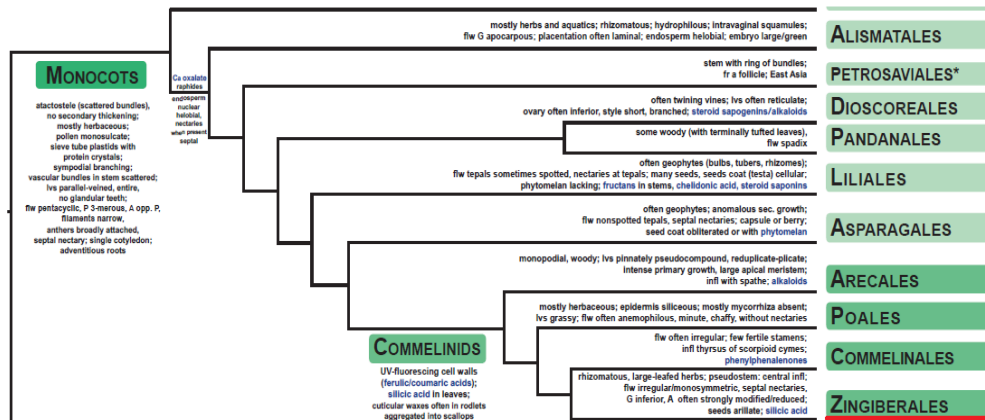 mostly herbs and aquatics; rhizomatous; hydrophilous; intravaginal squamules;
flw G apocarpous; placentation often laminal; endosperm helobial; embryo large/green
ALISMATALES
MONOCOTS
atactostele (scattered bundles),
no secondary thickening;
mostly herbaceous;
pollen monosulcate;
sieve tube plastids with
protein crystals;
sympodial branching;
vascular bundles in stem scattered;
lvs parallel-veined, entire,
no glandular teeth;
flw pentacyclic, P 3-merous, A opp. P,
filaments narrow,
anthers broadly attached,
septal nectary; single cotyledon;
adventitious roots
Ca oxalate
raphides
endosperm
nuclear
helobial,
nectaries
when present
septal
stem with ring of bundles;
fr a follicle; East Asia
PETROSAVIALES*
often twining vines; lvs often reticulate;
ovary often inferior, style short, branched; steroid sapogenins/alkaloids
DIOSCOREALES
some woody (with terminally tufted leaves),
flw spadix
PANDANALES
often geophytes (bulbs, tubers, rhizomes);
flw tepals sometimes spotted, nectaries at tepals; many seeds, seeds coat (testa) cellular;
phytomelan lacking; fructans in stems, chelidonic acid, steroid saponins
LILIALES
often geophytes; anomalous sec. growth;
flw nonspotted tepals, septal nectaries; capsule or berry;
seed coat obliterated or with phytomelan
ASPARAGALES
monopodial, woody; lvs pinnately pseudocompound, reduplicate-plicate;
intense primary growth, large apical meristem;
infl with spathe; alkaloids
ARECALES
mostly herbaceous; epidermis siliceous; mostly mycorrhiza absent;
lvs grassy; flw often anemophilous, minute, chaffy, without nectaries
POALES
COMMELINIDS
UV-fluorescing cell walls
(ferulic/coumaric acids);
silicic acid in leaves;
cuticular waxes often in rodlets
aggregated into scallops
flw often irregular; few fertile stamens;
infl thyrsus of scorpioid cymes;
phenylphenalenones
COMMELINALES
rhizomatous, large-leafed herbs; pseudostem: central infl;
flw irregular/monosymmetric, septal nectaries,
G inferior, A often strongly modified/reduced;
seeds arillate; silicic acid
ZINGIBERALES